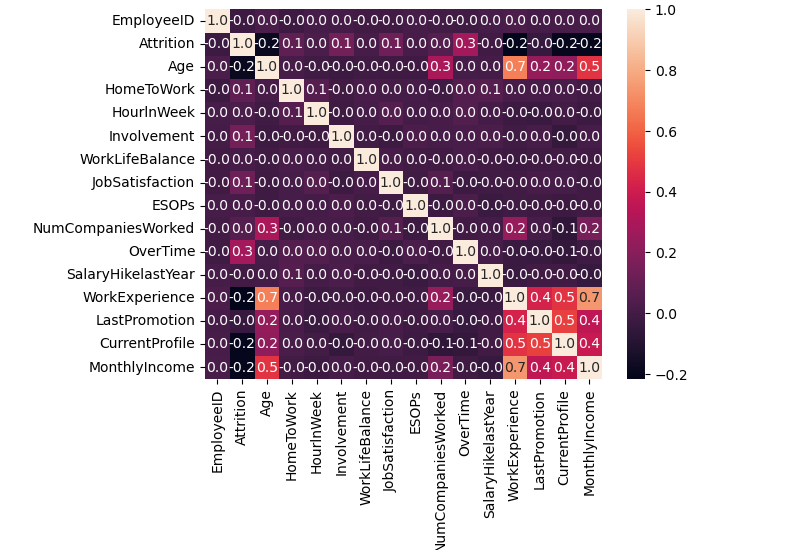 EmployeeID 1.0 -0.0 0.0 -0.0 0.0 0.0 -0.0 -0.0 0.0 -0.0 0.0 -0.0 0.0 0.0 0.0 0.0
Attrition -0.0 1.0 -0.2 0.1 0.0 0.1 0.0 0.1 0.0 0.0 0.3 -0.0 -0.2 -0.0 -0.2 -0.2
Age 0.0 -0.2 1.0 0.0 -0.0 -0.0 -0.0 0.0 -0.0 0.3 0.0 0.0 0.7 0.2 0.2 0.5
HomeToWork -0.0 0.1 0.0 1.0 0.1 -0.0 0.0 0.0 0.0 -0.0 0.0 0.1 0.0 0.0 0.0 -0.0
HourInWeek 0.0 0.0 -0.0 0.1 1.0 -0.0 0.0 0.0 -0.0 0.0 0.0 0.0 -0.0 -0.0 0.0 -0.0
Involvement 0.0 0.1 -0.0 -0.0 -0.0 1.0 0.0 -0.0 0.0 0.0 0.0 0.0 -0.0 0.0 -0.0 0.0
WorkLifeBalance -0.0 0.0 -0.0 0.0 0.0 0.0 1.0 0.0 0.0 -0.0 0.0 -0.0 -0.0 -0.0 -0.0 -0.0
JobSatisfaction -0.0 0.1 0.0 0.0 0.0 -0.0 0.0 1.0 -0.0 0.1 -0.0 0.0 -0.0 0.0 0.0 -0.0
ESOPs 0.0 0.0 -0.0 0.0 -0.0 0.0 0.0 -0.0 1.0 -0.0 0.0 -0.0 -0.0 -0.0 0.0 -0.0
NumCompaniesWorked -0.0 0.0 0.3 -0.0 0.0 0.0 -0.0 0.1 -0.0 1.0 -0.0 0.0 0.2 0.0 -0.1 0.2
OverTime 0.0 0.3 0.0 0.0 0.0 0.0 0.0 -0.0 0.0 -0.0 1.0 0.0 -0.0 -0.0 -0.1 -0.0
SalaryHikelastYear -0.0 -0.0 0.0 0.1 0.0 0.0 -0.0 0.0 -0.0 0.0 0.0 1.0 -0.0 -0.0 -0.0 -0.0
WorkExperience 0.0 -0.2 0.7 0.0 -0.0 -0.0 -0.0 -0.0 -0.0 0.2 -0.0 -0.0 1.0 0.4 0.5 0.7
LastPromotion 0.0 -0.0 0.2 0.0 -0.0 0.0 -0.0 0.0 -0.0 0.0 -0.0 -0.0 0.4 1.0 0.5 0.4
CurrentProfile 0.0 -0.2 0.2 0.0 0.0 -0.0 -0.0 0.0 0.0 -0.1 -0.1 -0.0 0.5 0.5 1.0 0.4
MonthlyIncome 0.0 -0.2 0.5 -0.0 -0.0 0.0 -0.0 -0.0 -0.0 0.2 -0.0 -0.0 0.7 0.4 0.4 1.0
EmployeeID
Attrition
Age
HomeToWork
HourInWeek
Involvement
WorkLifeBalance
JobSatisfaction
ESOPs
NumCompaniesWorked
OverTime
SalaryHikelastYear
WorkExperience
LastPromotion
CurrentProfile
MonthlyIncome
1.0
0.8
0.6
0.4
0.2
0.0
−0.2